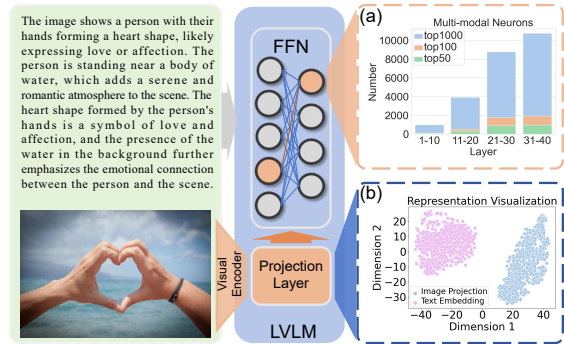 The image shows a person with their
hands forming a heart shape, likely
expressing love or affection. The
person is standing near a body of
water, which adds a serene and
romantic atmosphere to the scene. The
heart shape formed by the person's
hands is a symbol of love and
affection, and the presence of the
water in the background further
emphasizes the emotional connection
between the person and the scene.
Visual
Encoder
FFN
Projection
Layer
LVLM
(a)
Multi-modal Neurons
top1000
top100
top50
Number
10000
8000
6000
4000
2000
0
1-10 11-20 21-30 31-40
Layer
(b)
Representation Visualization
Dimension 2
20
10
0
-10
-20
-30
Image Projection
Text Embedding
-40 -20 0 20 40
Dimension 1